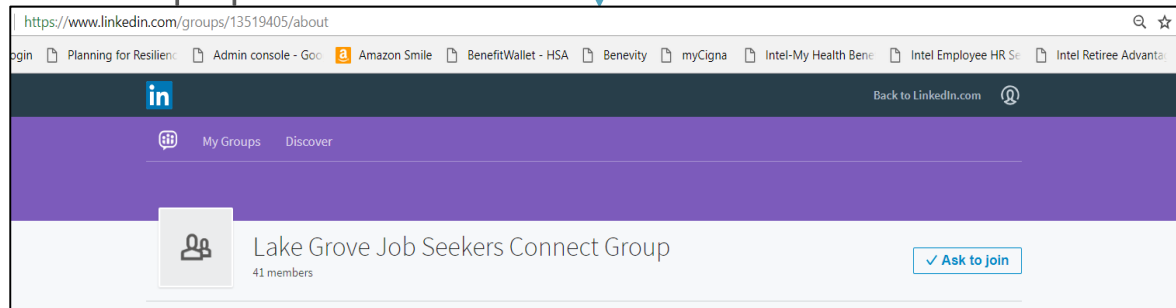 https://www.linkedin.com/groups/13519405/about
ogin Planning for Resilienc Admin console - Goo a Amazon Smile BenefitWallet - HSA Benevity myCigna Intel-My Health Bene Intel Employee HR Se Intel Retiree Advanta
in Back to LinkedIn.com
My Groups Discover
Lake Grove Job Seekers Connect Group
41 members
✓ Ask to join